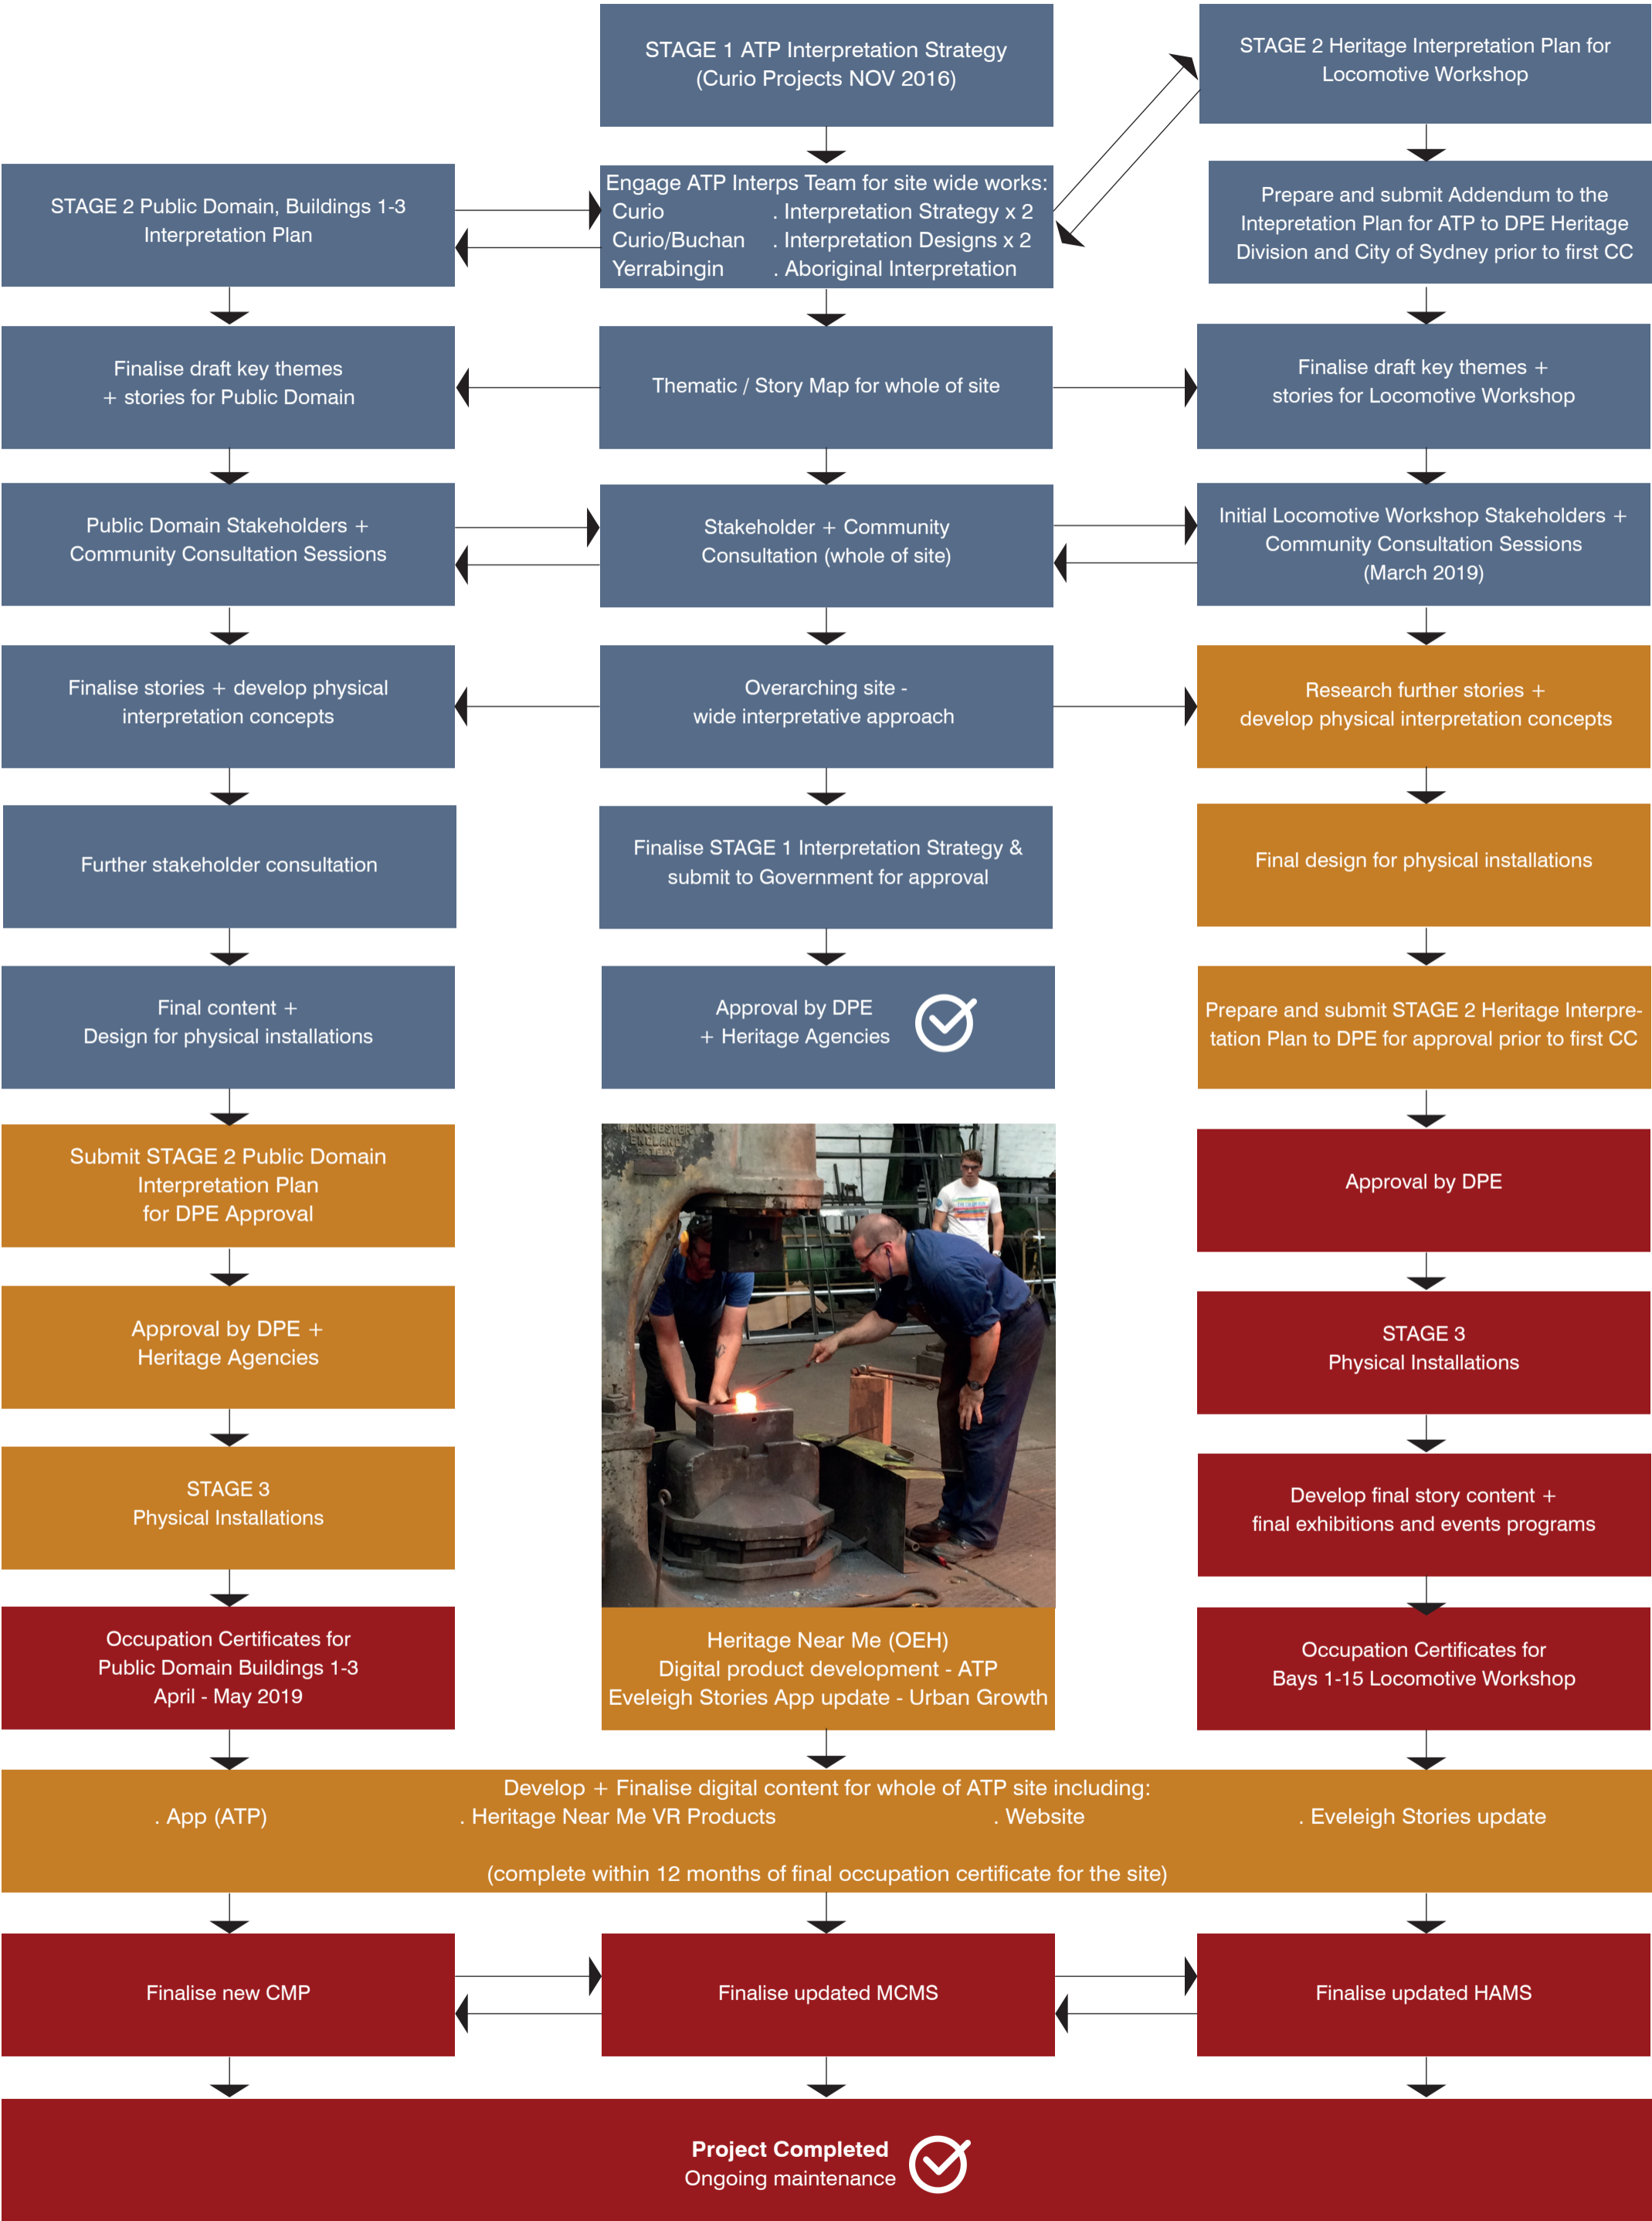 STAGE 1 ATP Interpretation Strategy
(Curio Projects NOV 2016)
STAGE 2 Heritage Interpretation Plan for
Locomotive Workshop
STAGE 2 Public Domain, Buildings 1-3
Interpretation Plan
Engage ATP Interps Team for site wide works:
Curio . Interpretation Strategy x 2
Curio/Buchan . Interpretation Designs x 2
Yerrabingin . Aboriginal Interpretation
Prepare and submit Addendum to the
Intepretation Plan for ATP to DPE Heritage
Division and City of Sydney prior to first CC
Finalise draft key themes
+ stories for Public Domain
Thematic / Story Map for whole of site
Finalise draft key themes +
stories for Locomotive Workshop
Public Domain Stakeholders +
Community Consultation Sessions
Stakeholder + Community
Consultation (whole of site)
Initial Locomotive Workshop Stakeholders +
Community Consultation Sessions
(March 2019)
Finalise stories + develop physical
interpretation concepts
Overarching site -
wide interpretative approach
Research further stories +
develop physical interpretation concepts
Further stakeholder consultation
Finalise STAGE 1 Interpretation Strategy &
submit to Government for approval
Final design for physical installations
Final content +
Design for physical installations
Approval by DPE
+ Heritage Agencies
Prepare and submit STAGE 2 Heritage Interpre-
tation Plan to DPE for approval prior to first CC
Submit STAGE 2 Public Domain
Interpretation Plan
for DPE Approval
MANCHESTER
ENGLAND
Approval by DPE
Approval by DPE +
Heritage Agencies
STAGE 3
Physical Installations
STAGE 3
Physical Installations
Develop final story content +
final exhibitions and events programs
Occupation Certificates for
Public Domain Buildings 1-3
April - May 2019
Heritage Near Me (OEH)
Digital product development - ATP
Eveleigh Stories App update - Urban Growth
Occupation Certificates for
Bays 1-15 Locomotive Workshop
Develop + Finalise digital content for whole of ATP site including:
. App (ATP) . Heritage Near Me VR Products . Website . Eveleigh Stories update
(complete within 12 months of final occupation certificate for the site)
Finalise new CMP
Finalise updated MCMS
Finalise updated HAMS
Project Completed
Ongoing maintenance